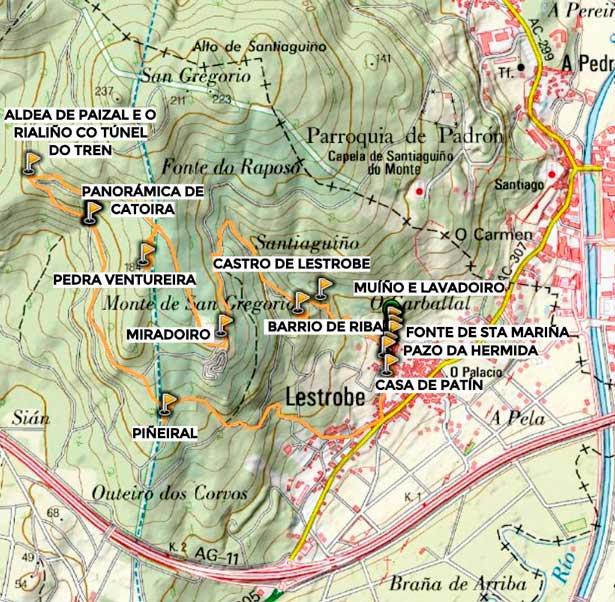 A Pereir
Alto de Santiaguiño
AC-299
San Gregorio
141
Tf.
A Pedr
237
211
223
ALDEA DE PAIZAL E O
RIALIÑO CO TÚNEL
DO TREN
Parroquia de Padrón
Fonte do Raposo
Capela de Santiaguiño
do Monte
Santiago
PANORÁMICA DE
CATOIRA
O Carmen
Santiaguiño
AC-307
CASTRO DE LESTROBE
PEDRA VENTUREIRA
MUÍÑO E LAVADOIRO
Monte de San Gregorio
O Carballal
BARRIO DE RIBA
FONTE DE STA MARIÑA
MIRADOIRO
PAZO DA HERMIDA
O Palacio
CASA DE PATÍN
Lestrobe
PIÑEIRAL
Sián
A Pela
Outeiro dos Corvos
K. 1
68
K. 2
AG-11
49
54
05
Braña de Arriba
Río